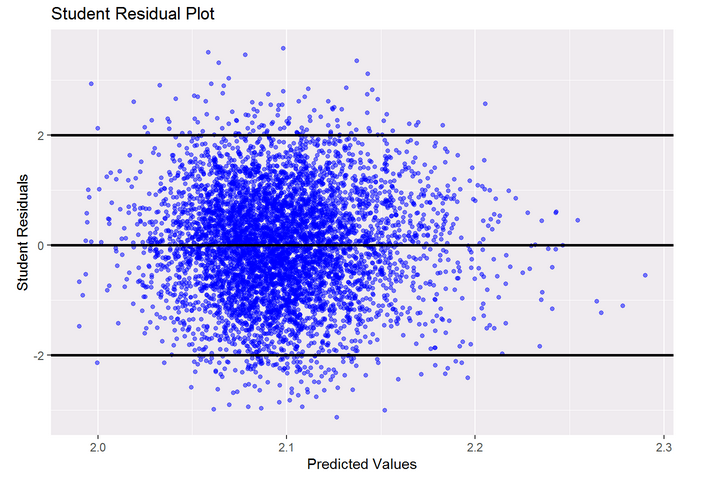 Student Residual Plot
Student Residuals
2
0
-2
2.0
2.1
2.2
2.3
Predicted Values